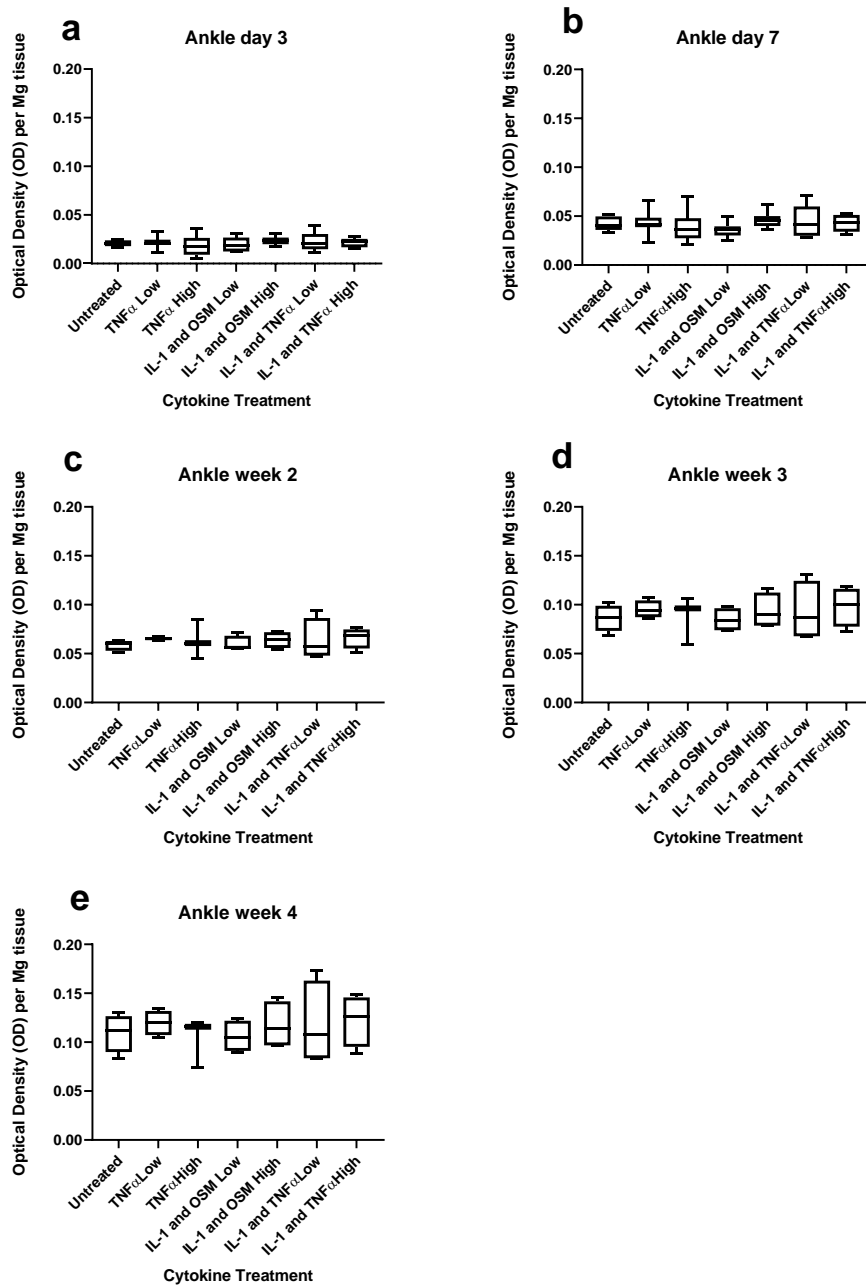 a
Ankle day 3
Optical Density (OD) per Mg tissue
0.20
0.15
0.10
0.05
0.00
Untreated
TNFα Low
TNFα High
IL-1 and OSM Low
IL-1 and OSM High
IL-1 and TNFα Low
IL-1 and TNFα High
Cytokine Treatment
b
Ankle day 7
Optical Density (OD) per Mg tissue
0.20
0.15
0.10
0.05
0.00
Untreated
TNFαLow
TNFαHigh
IL-1 and OSM Low
IL-1 and OSM High
IL-1 and TNFαLow
IL-1 and TNFαHigh
Cytokine Treatment
c
Ankle week 2
Optical Density (OD) per Mg tissue
0.20
0.15
0.10
0.05
0.00
Untreated
TNFαLow
TNFαHigh
IL-1 and OSM Low
IL-1 and OSM High
IL-1 and TNFαLow
IL-1 and TNFαHigh
Cytokine Treatment
d
Ankle week 3
Optical Density (OD) per Mg tissue
0.20
0.15
0.10
0.05
0.00
Untreated
TNFαLow
TNFαHigh
IL-1 and OSM Low
IL-1 and OSM High
IL-1 and TNFαLow
IL-1 and TNFαHigh
Cytokine Treatment
e
Ankle week 4
Optical Density (OD) per Mg tissue
0.20
0.15
0.10
0.05
0.00
Untreated
TNFαLow
TNFαHigh
IL-1 and OSM Low
IL-1 and OSM High
IL-1 and TNFαLow
IL-1 and TNFαHigh
Cytokine Treatment